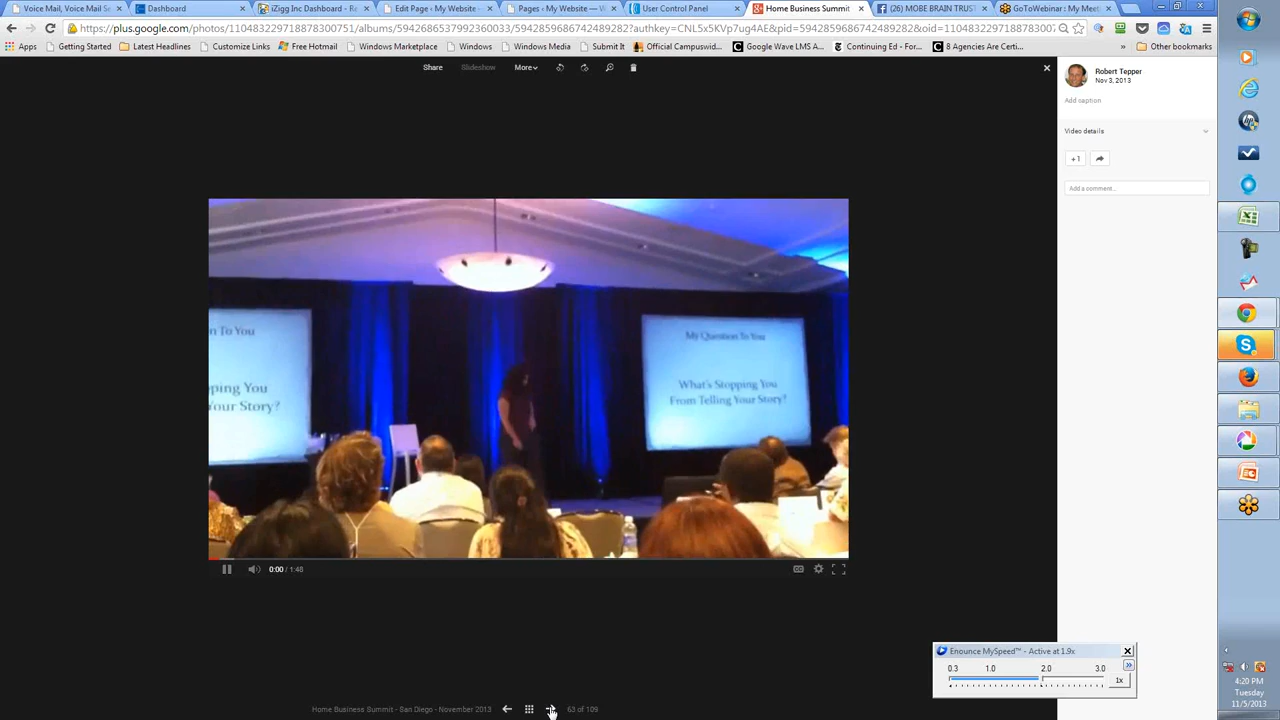 Voice Mail, Voice Mail Se
Dashboard
iZigg Inc Dashboard - Re
Edit Page ‹ My Website ‹
Pages ‹ My Website — W
User Control Panel
Home Business Summit
(26) MOBE BRAIN TRUST
GoToWebinar : My Meeti
https://plus.google.com/photos/110483229718878300751/album/5942686537992360033/5942859686742489282?authkey=CNL5x5KVp7ug4AE&pid=5942859686742489282&oid=110483229718878300751
Apps
Getting Started
Latest Headlines
Customize Links
Free Hotmail
Windows Marketplace
Windows
Windows Media
Submit It
Official Campuswid...
Google Wave LMS A...
Continuing Ed - For...
8 Agencies Are Certi...
»
Other bookmarks
Share
Slideshow
More
Robert Tepper
Nov 3, 2013
Add caption
Video details
+1
Add a comment...
n To You
pping You
Your Story?
My Question To You
What's Stopping You
From Telling Your Story?
0:00 / 1:48
CC
Enounce MySpeed™ - Active at 1.9x
0.3 1.0 2.0 3.0
1x
Home Business Summit - San Diego - November 2013
63 of 109
4:20 PM
Tuesday
11/5/2013